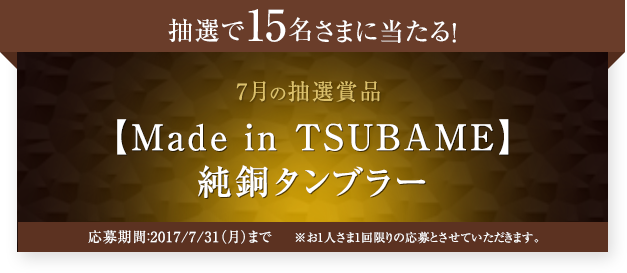 抽選で15名さまに当たる!
7月の抽選賞品
【Made in TSUBAME】
純銅タンブラー
応募期間:2017/7/31(月)まで ※お1人さま1回限りの応募とさせていただきます。